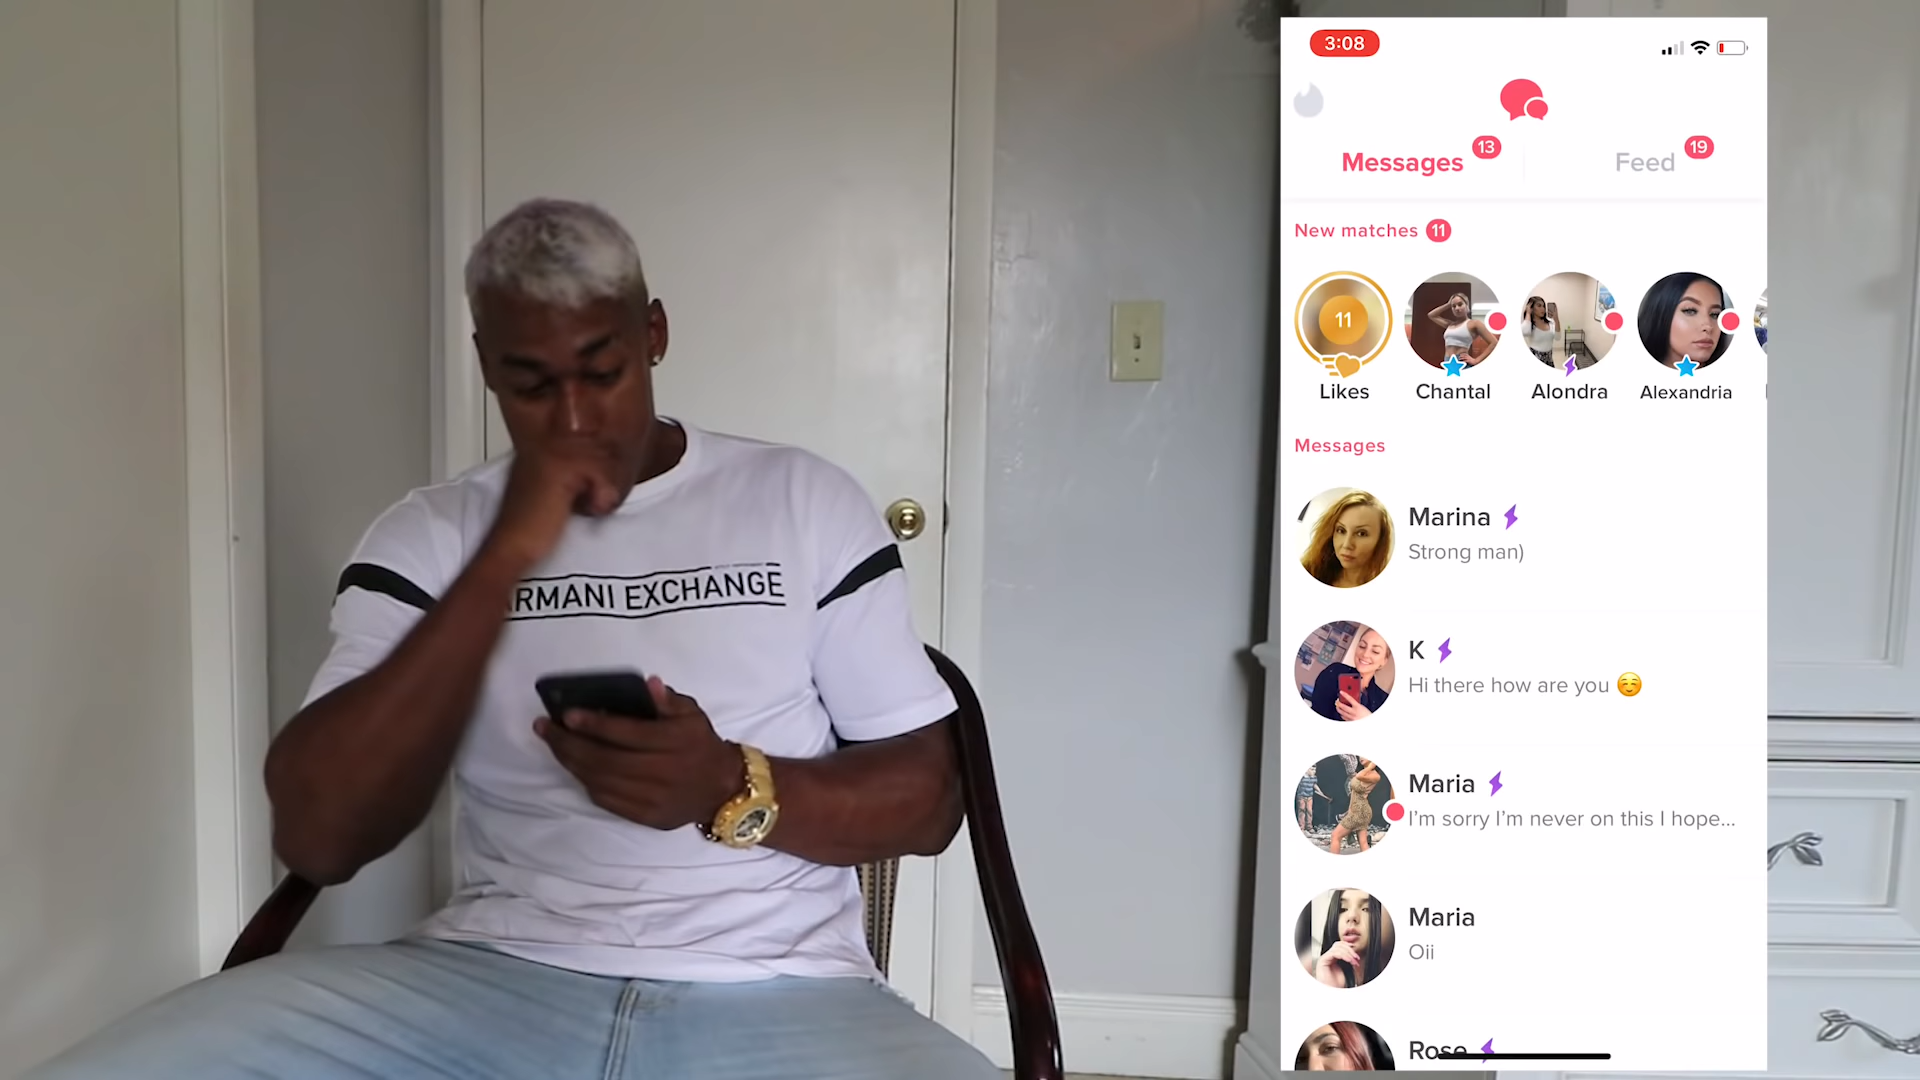 3:08
Messages 13
Feed 19
New matches 11
11
Likes
Chantal
Alondra
Alexandria
Messages
Marina
Strong man)
K
Hi there how are you ☺️
Maria
I'm sorry I'm never on this I hope...
Maria
Oii
Rose
RMANI EXCHANGE